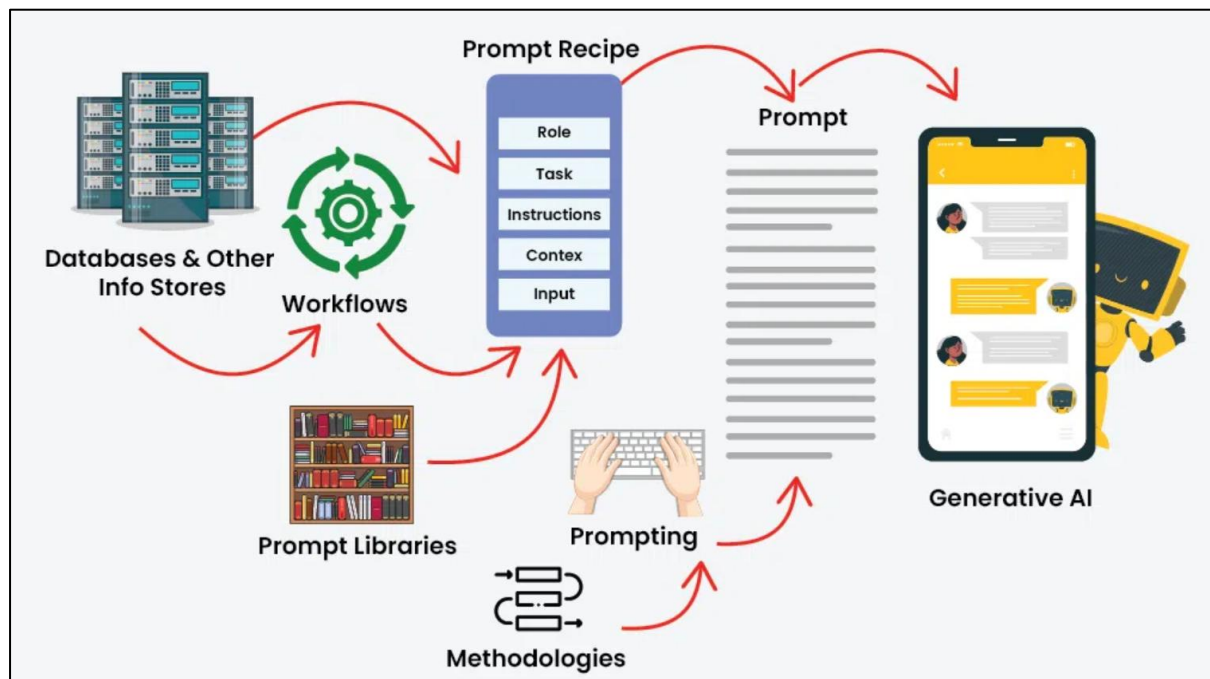 Prompt Recipe
Role
Task
Instructions
Contex
Input
Databases & Other
Info Stores
Workflows
Prompt
Prompt Libraries
Prompting
Methodologies
Generative AI